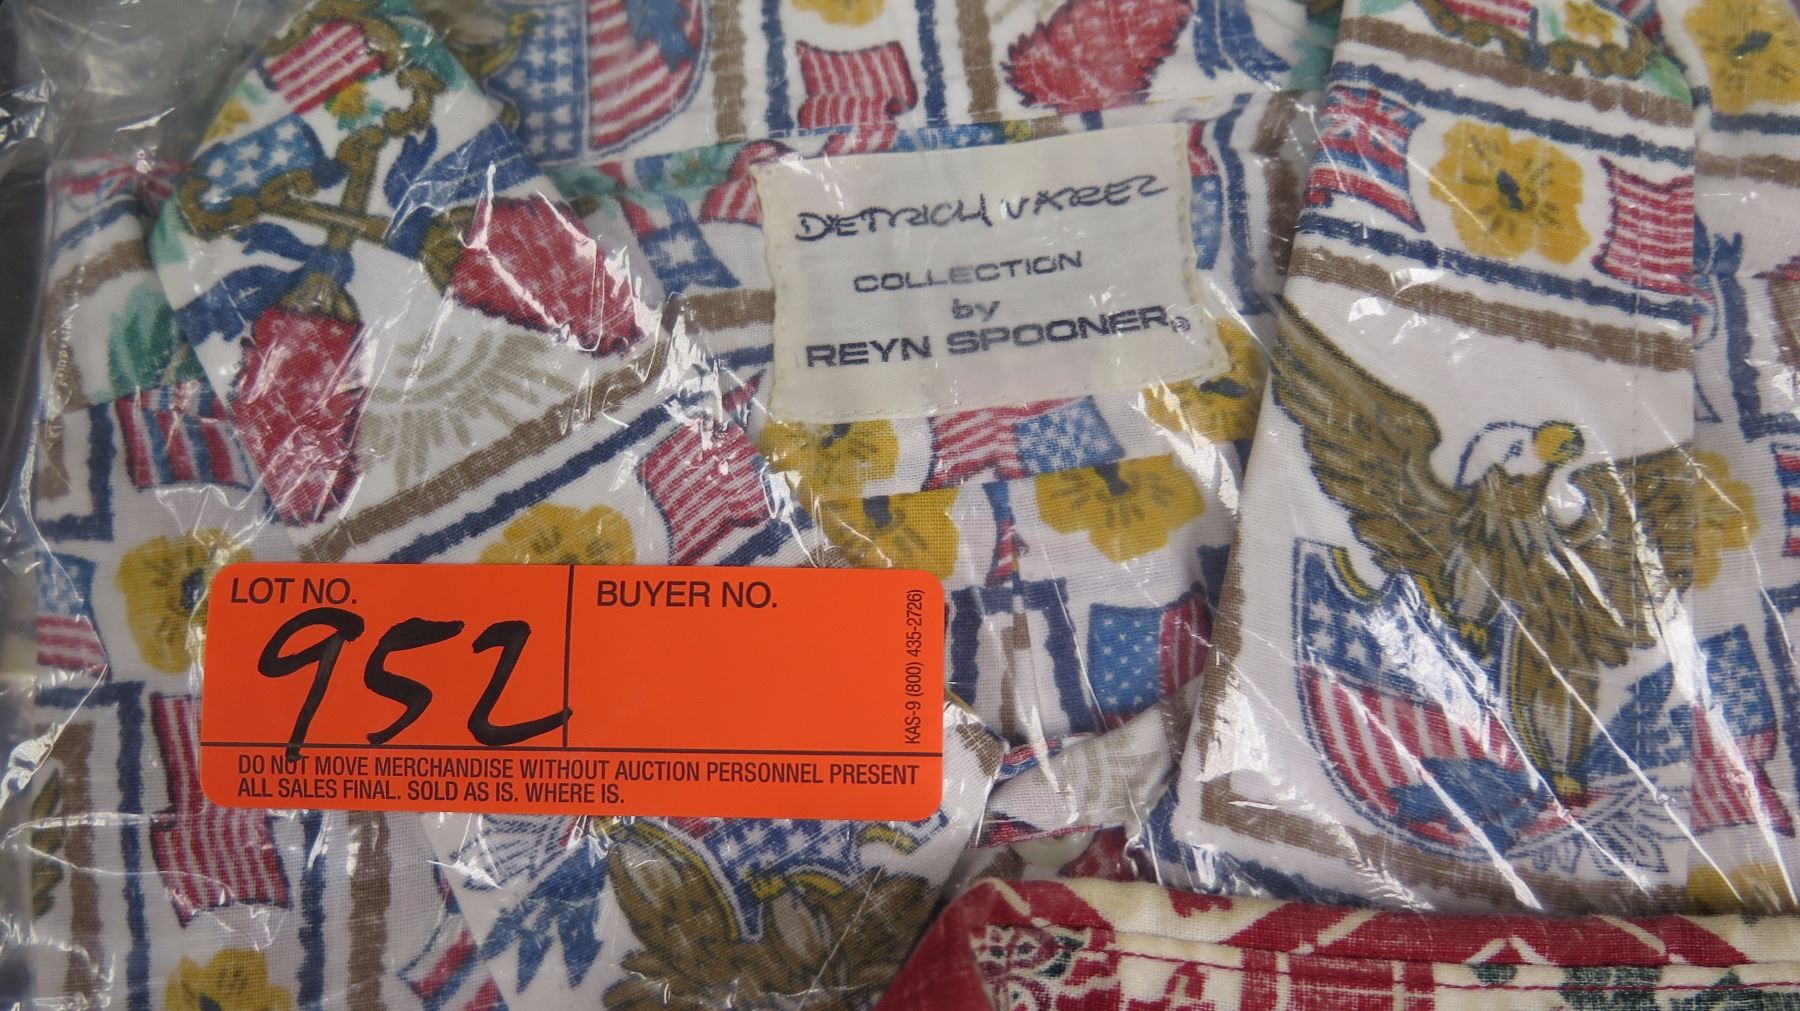 DIETRICH VAREZ
COLLECTION
by
REYN SPOONER®
LOT NO. 952
BUYER NO.
KAS-9 (800) 435-2726)
DO NOT MOVE MERCHANDISE WITHOUT AUCTION PERSONNEL PRESENT
ALL SALES FINAL. SOLD AS IS. WHERE IS.